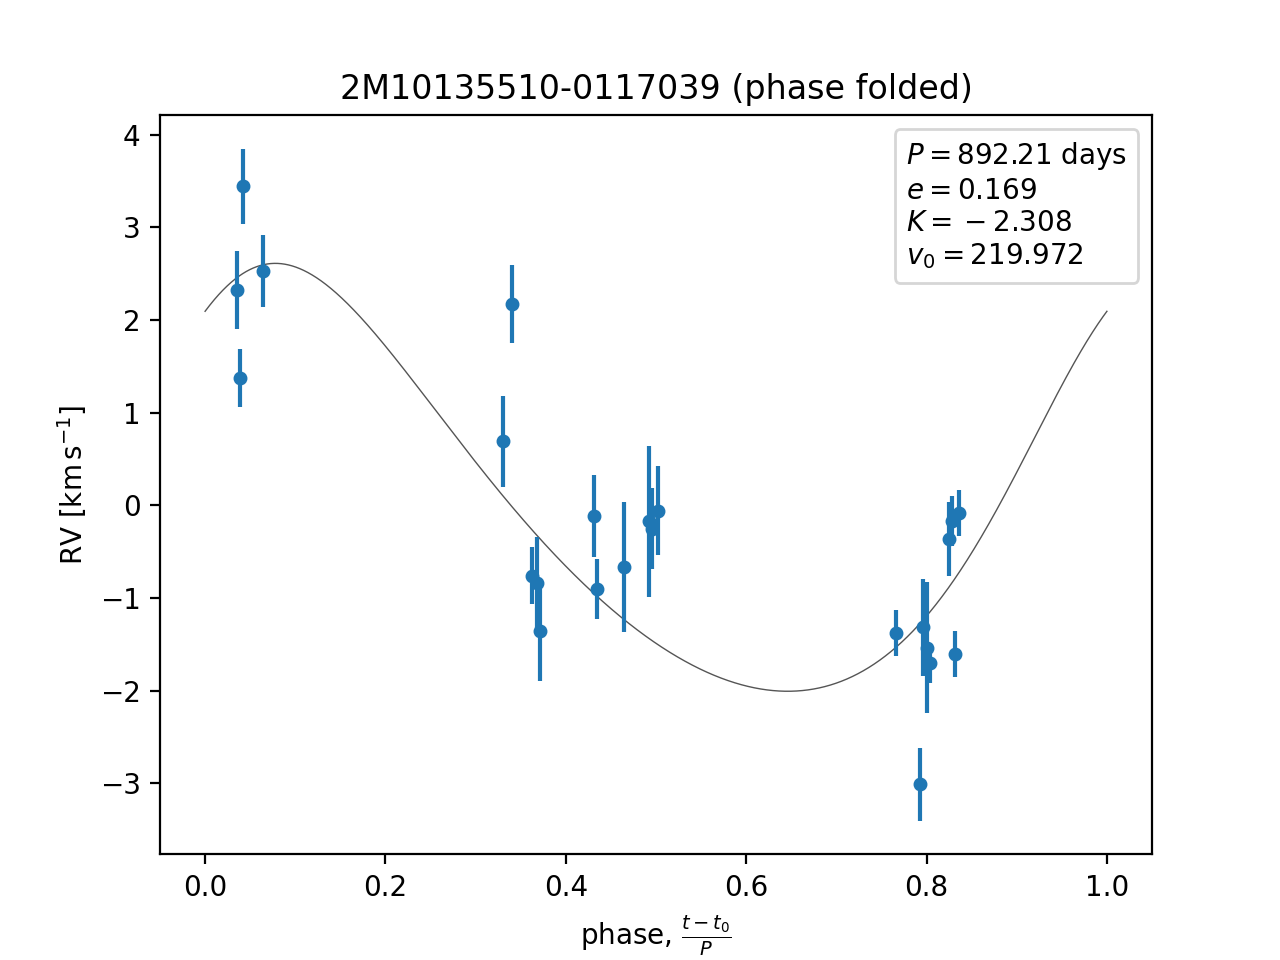 2M10135510-0117039 (phase folded)
P = 892.21 days
e = 0.169
K = −2.308
v₀ = 219.972
RV [km s⁻¹]
4
3
2
1
0
−1
−2
−3
0.0 0.2 0.4 0.6 0.8 1.0
phase, (t − t₀)/P